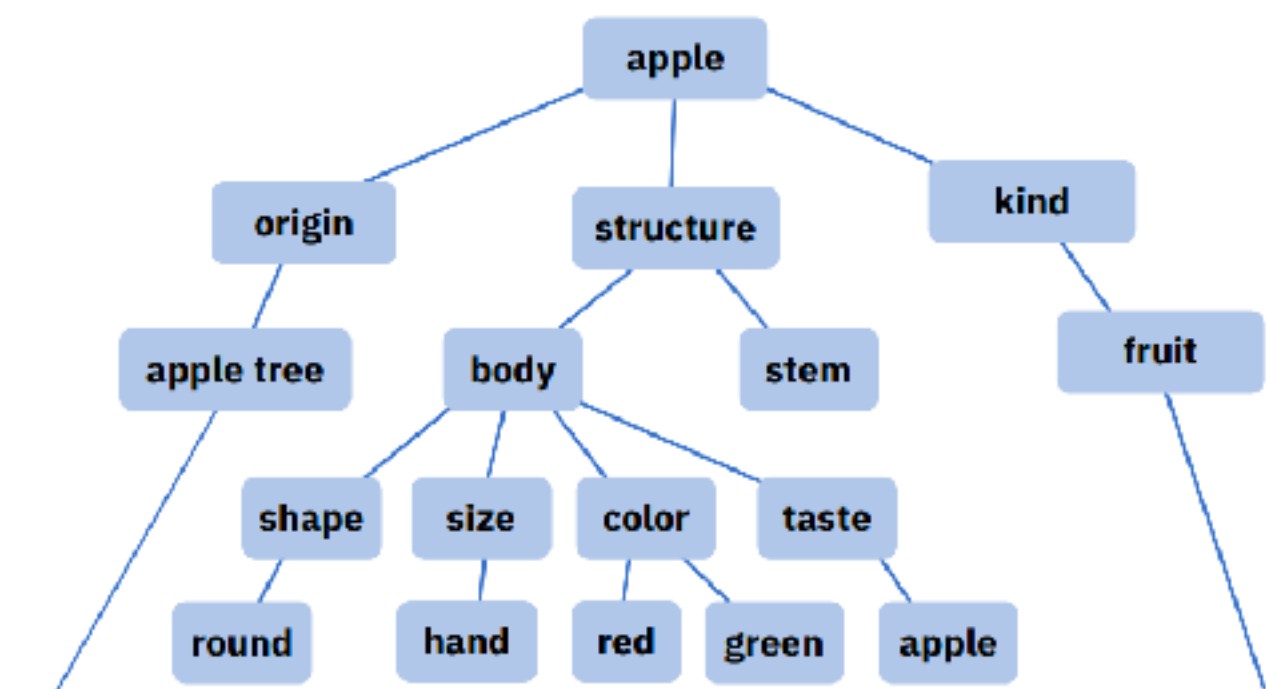 apple
origin
structure
kind
apple tree
body
stem
fruit
shape
size
color
taste
round
hand
red
green
apple